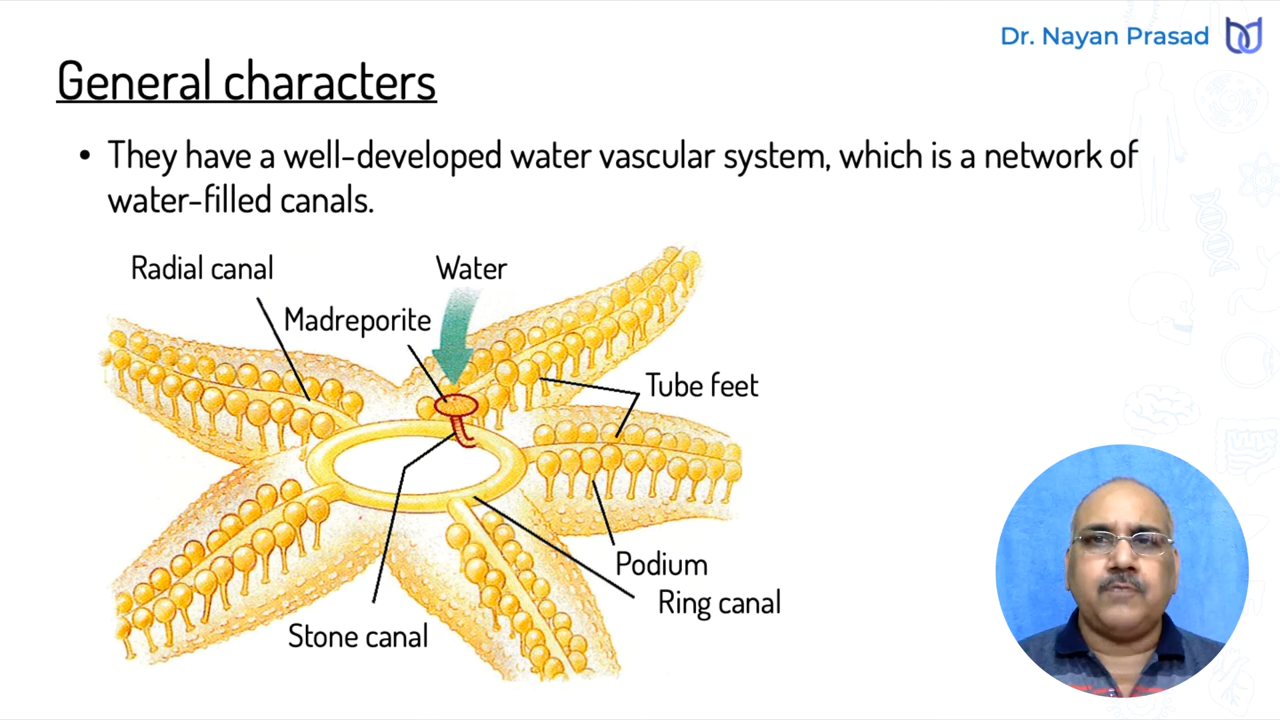 Dr. Nayan Prasad
General characters
• They have a well-developed water vascular system, which is a network of
water-filled canals.
Radial canal
Water
Madreporite
Tube feet
Podium
Ring canal
Stone canal